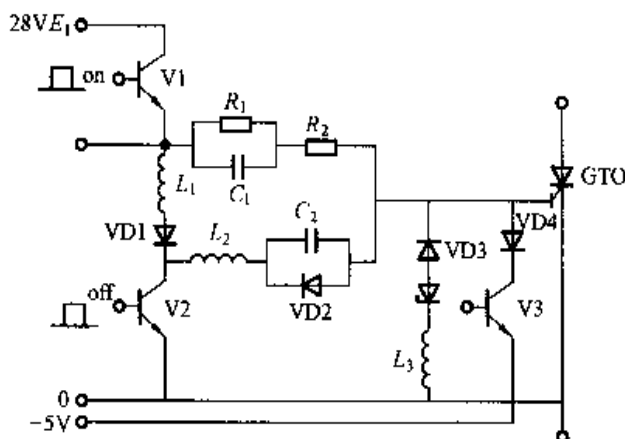 28VE₁
on
V1
R₁
R₂
GTO
L₁
C₁
VD1
L₂
C₂
VD3
VD4
off
V2
VD2
V3
L₃
0
−5V